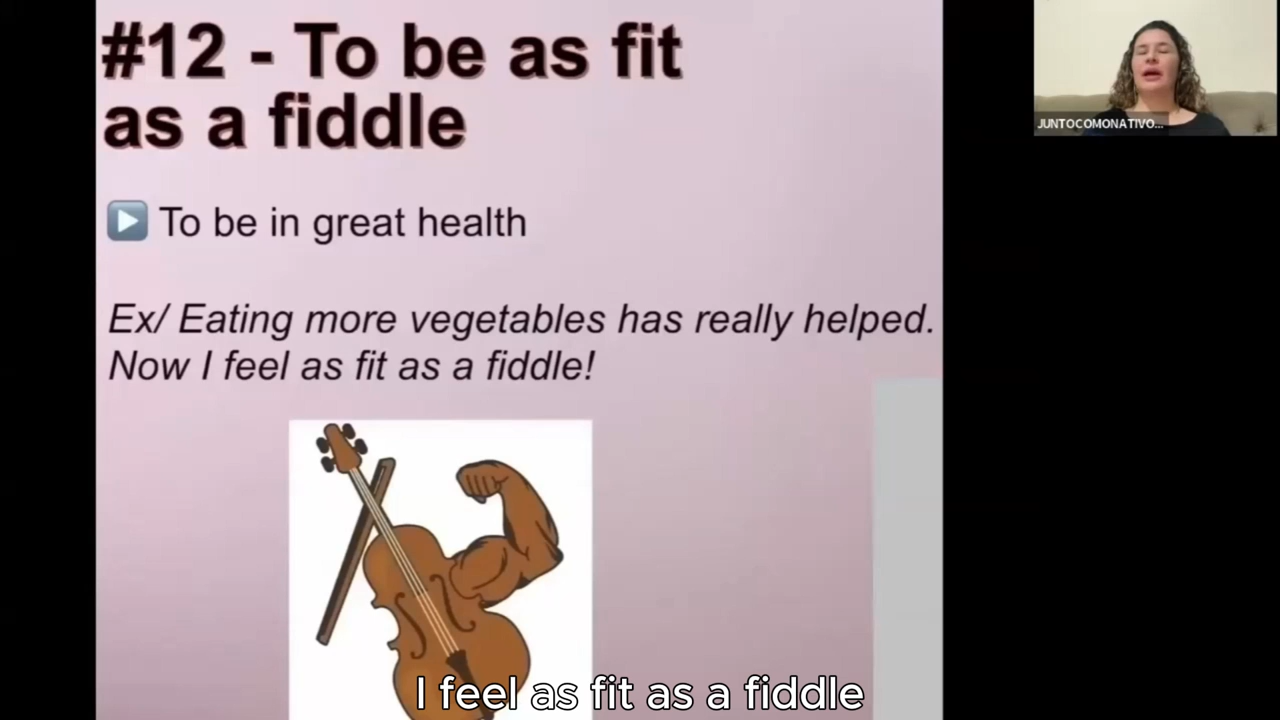 #12 - To be as fit
as a fiddle
To be in great health
Ex/ Eating more vegetables has really helped.
Now I feel as fit as a fiddle!
I feel as fit as a fiddle
JUNTOCOMONATIVO...